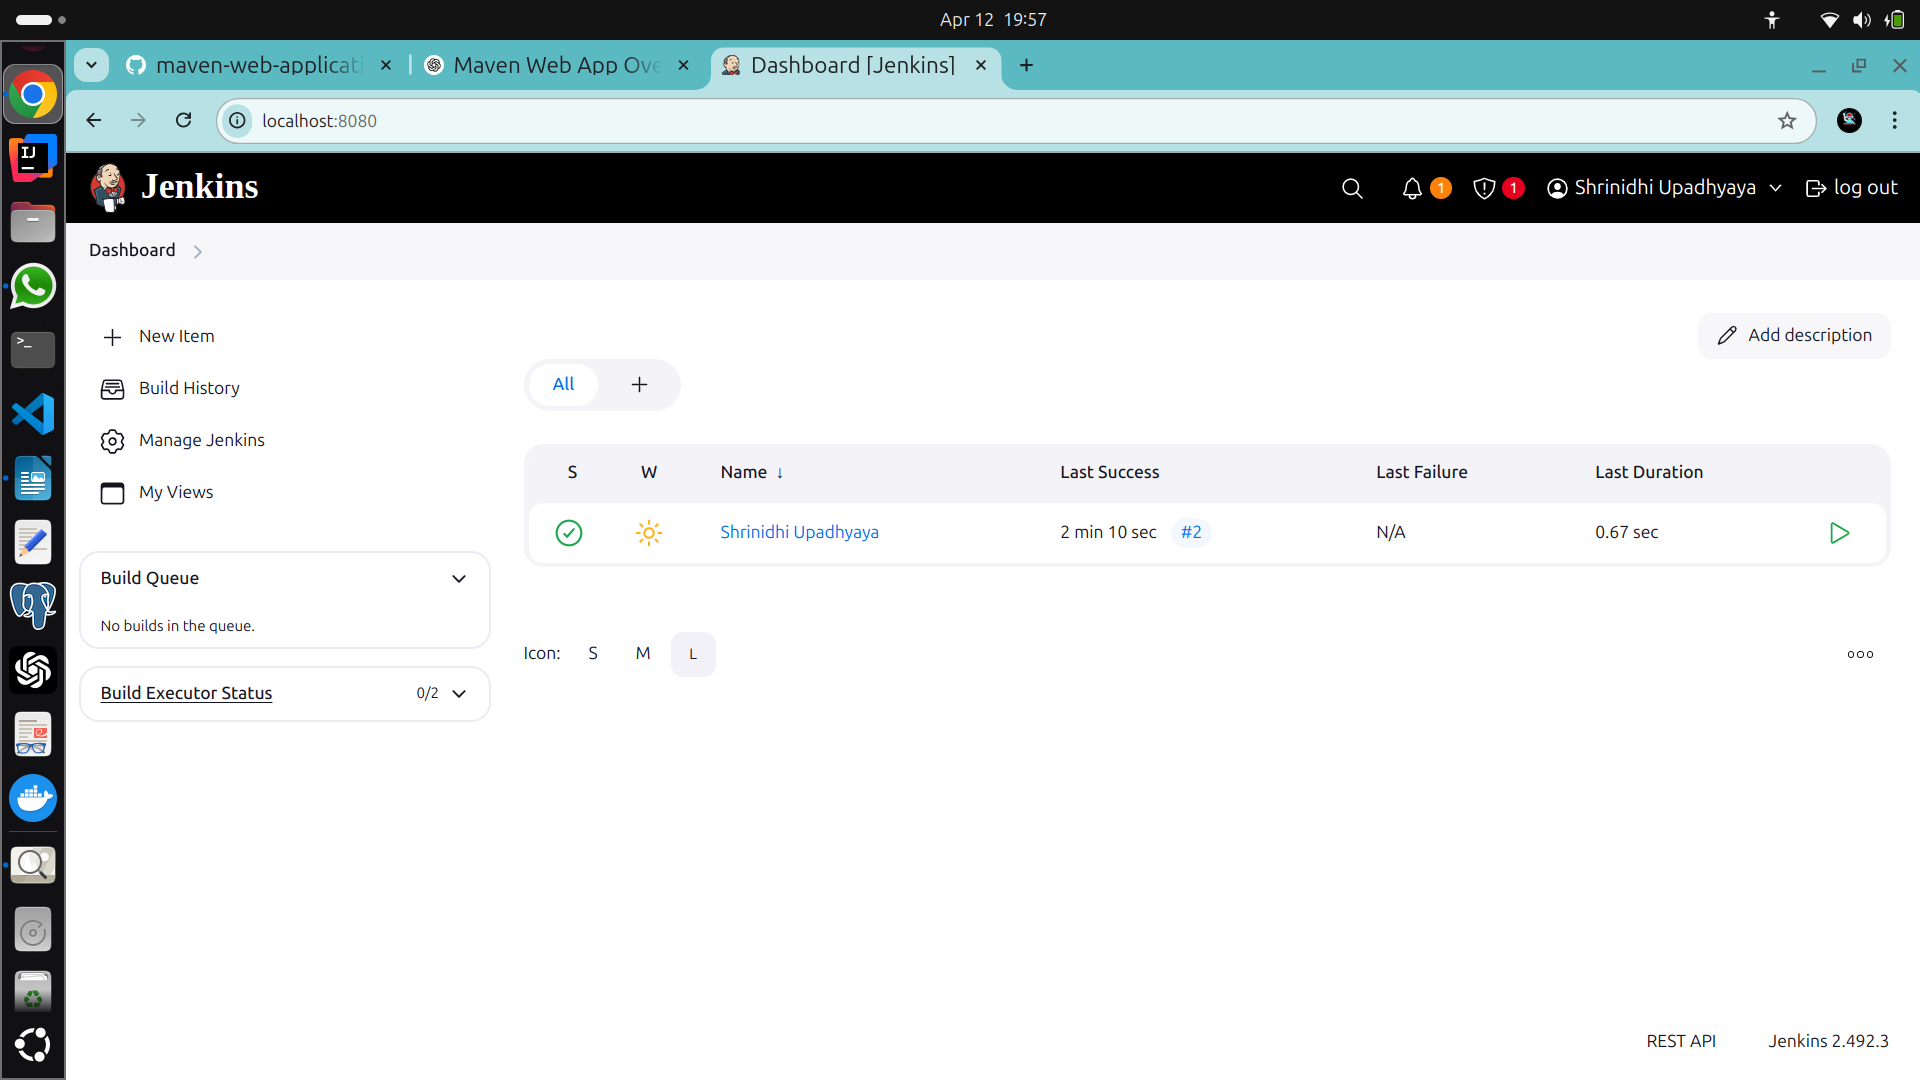 Apr 12 19:57
maven-web-applicati
Maven Web App Ove
Dashboard [Jenkins]
localhost:8080
Jenkins
1
1
Shrinidhi Upadhyaya
log out
Dashboard
New Item
Build History
Manage Jenkins
My Views
Add description
All
S W Name ↓ Last Success Last Failure Last Duration
Shrinidhi Upadhyaya 2 min 10 sec #2 N/A 0.67 sec
Build Queue
No builds in the queue.
Build Executor Status 0/2
Icon: S M L
REST API Jenkins 2.492.3
IJ
>_